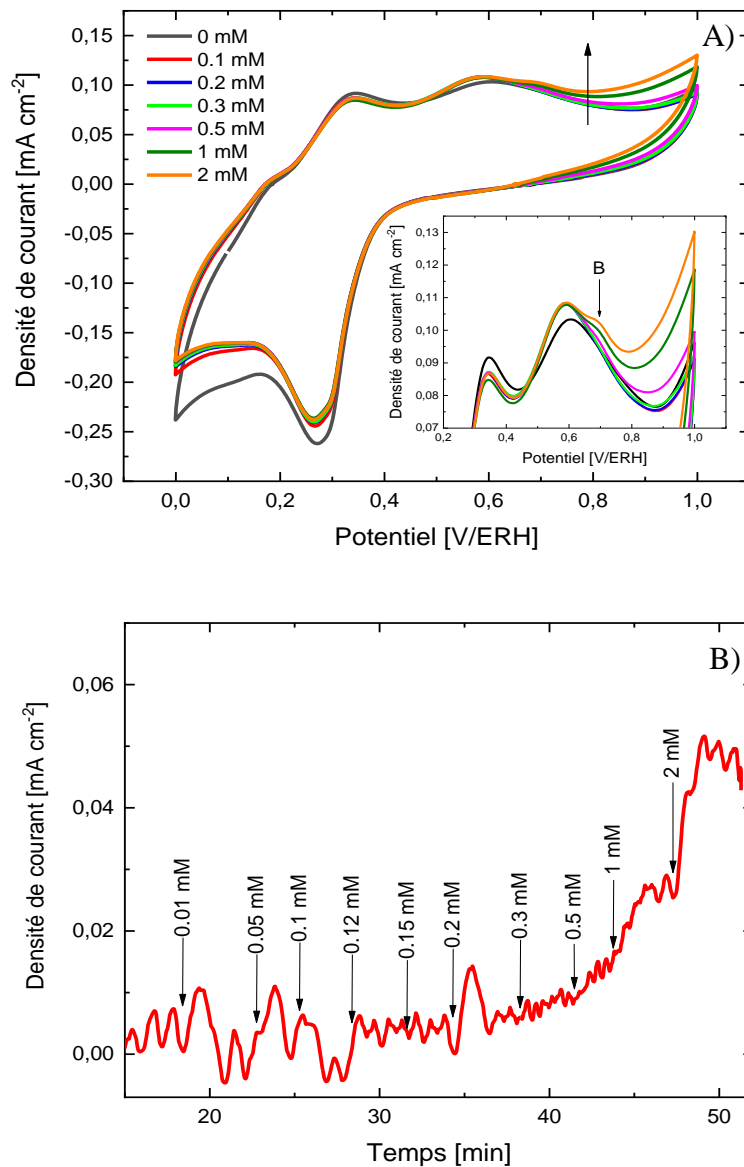 A)
0 mM
0.1 mM
0.2 mM
0.3 mM
0.5 mM
1 mM
2 mM
Densité de courant [mA cm-2]
0,15
0,10
0,05
0,00
-0,05
-0,10
-0,15
-0,20
-0,25
-0,30
0,0 0,2 0,4 0,6 0,8 1,0
Potentiel [V/ERH]
B
Densité de courant [mA cm-2]
0,13
0,12
0,11
0,10
0,09
0,08
0,07
0,2 0,4 0,6 0,8 1,0
Potentiel [V/ERH]
B)
Densité de courant [mA cm-2]
0,06
0,04
0,02
0,00
0.01 mM
0.05 mM
0.1 mM
0.12 mM
0.15 mM
0.2 mM
0.3 mM
0.5 mM
1 mM
2 mM
20 30 40 50
Temps [min]